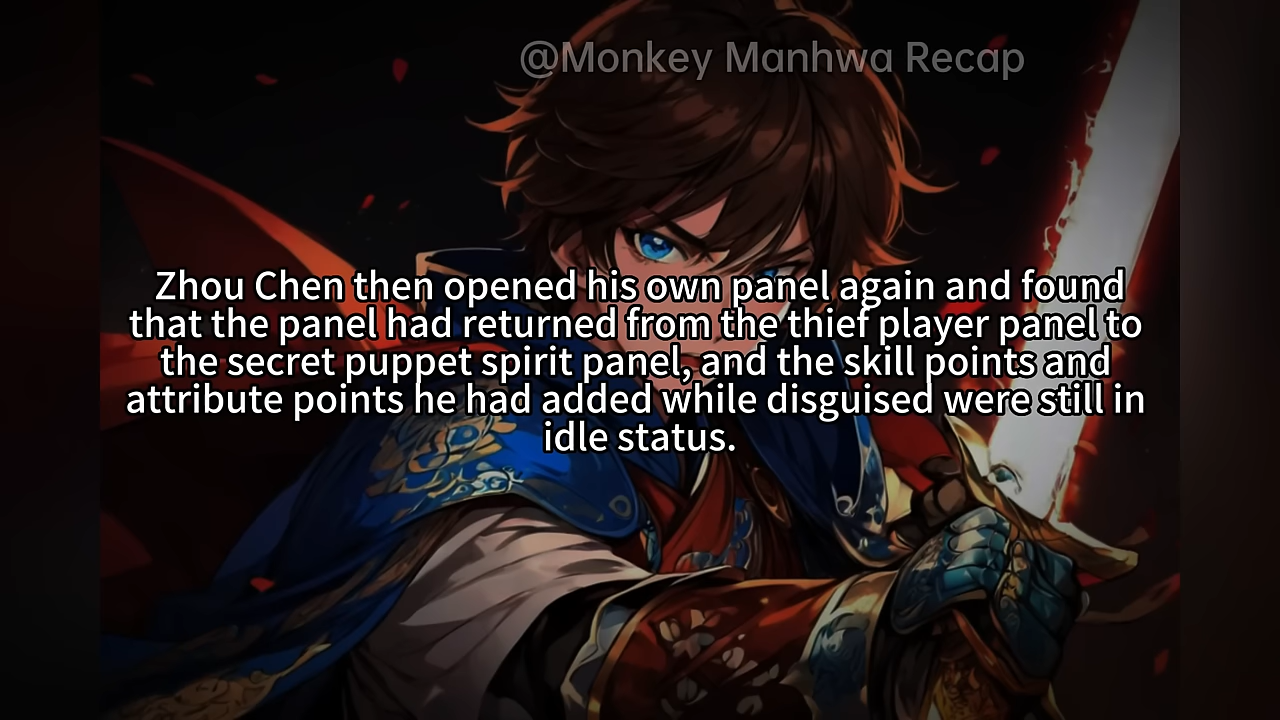 @Monkey Manhwa Recap
Zhou Chen then opened his own panel again and found
that the panel had returned from the thief player panel to
the secret puppet spirit panel, and the skill points and
attribute points he had added while disguised were still in
idle status.